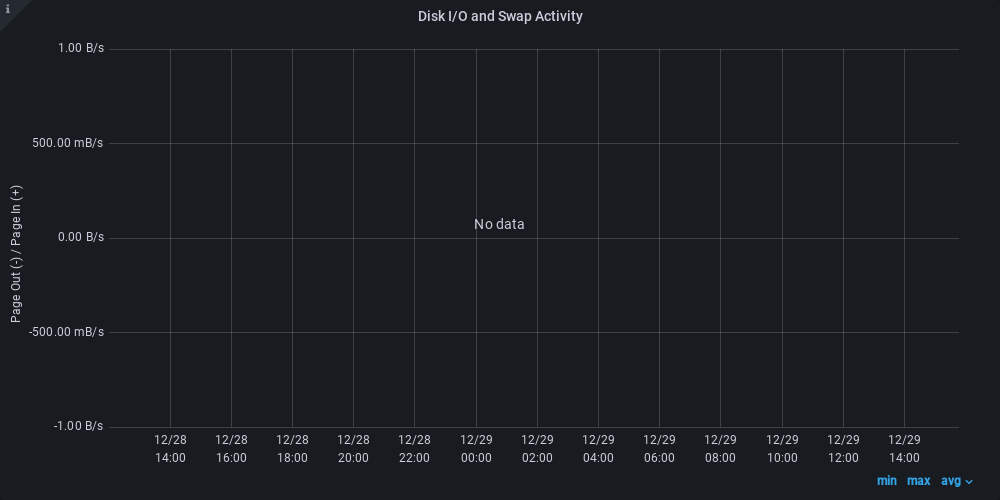 i
Disk I/O and Swap Activity
1.00 B/s
500.00 mB/s
0.00 B/s
-500.00 mB/s
-1.00 B/s
Page Out (-) / Page In (+)
No data
12/28 12/28 12/28 12/28 12/28 12/29 12/29 12/29 12/29 12/29 12/29 12/29 12/29
14:00 16:00 18:00 20:00 22:00 00:00 02:00 04:00 06:00 08:00 10:00 12:00 14:00
min max avg